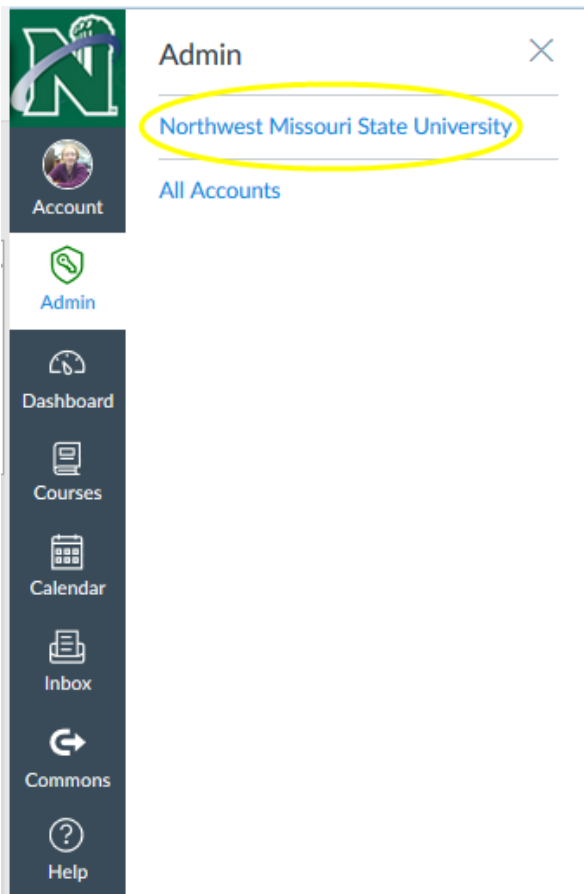 N
Admin
Northwest Missouri State University
All Accounts
Account
Admin
Dashboard
Courses
Calendar
Inbox
Commons
Help